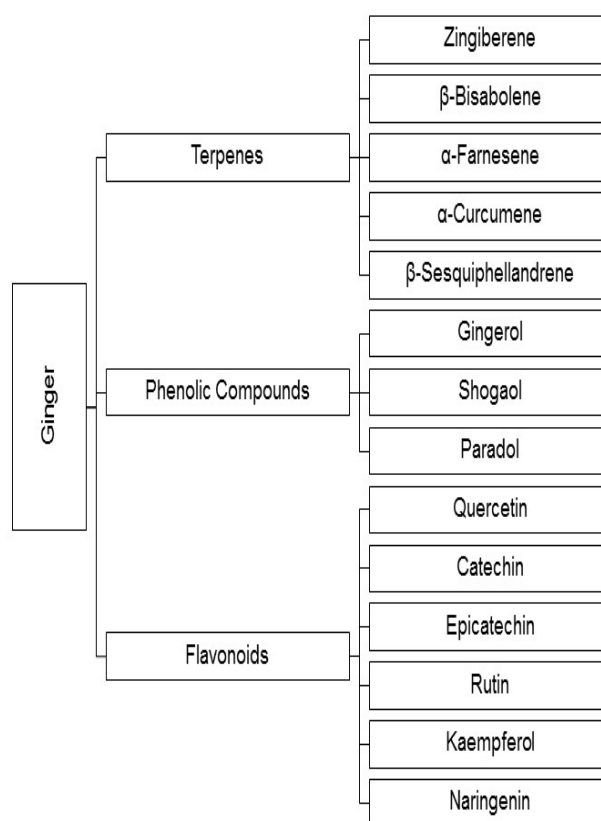 Ginger
Terpenes
Zingiberene
β-Bisabolene
α-Farnesene
α-Curcumene
β-Sesquiphellandrene
Phenolic Compounds
Gingerol
Shogaol
Paradol
Flavonoids
Quercetin
Catechin
Epicatechin
Rutin
Kaempferol
Naringenin